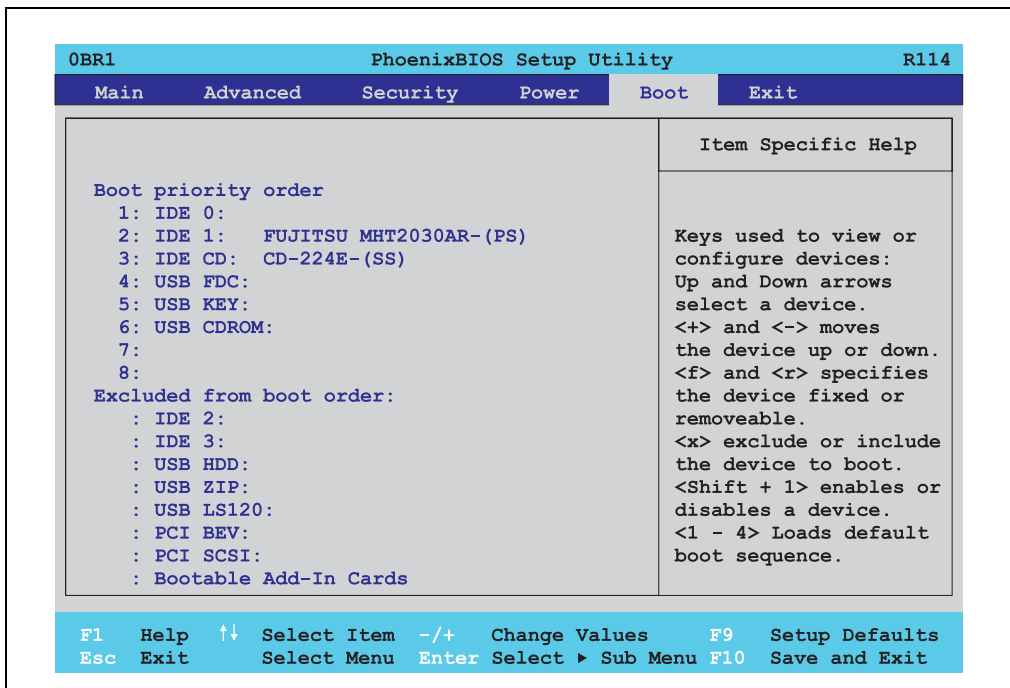 0BR1 PhoenixBIOS Setup Utility R114
Main Advanced Security Power Boot Exit
Item Specific Help
Boot priority order
1: IDE 0:
2: IDE 1: FUJITSU MHT2030AR-(PS)
3: IDE CD: CD-224E-(SS)
4: USB FDC:
5: USB KEY:
6: USB CDROM:
7:
8:
Excluded from boot order:
: IDE 2:
: IDE 3:
: USB HDD:
: USB ZIP:
: USB LS120:
: PCI BEV:
: PCI SCSI:
: Bootable Add-In Cards
Keys used to view or
configure devices:
Up and Down arrows
select a device.
<+> and <-> moves
the device up or down.
<f> and <r> specifies
the device fixed or
removeable.
<x> exclude or include
the device to boot.
<Shift + 1> enables or
disables a device.
<1 - 4> Loads default
boot sequence.
F1 Help ↑↓ Select Item -/+ Change Values F9 Setup Defaults
Esc Exit Select Menu Enter Select ▶ Sub Menu F10 Save and Exit